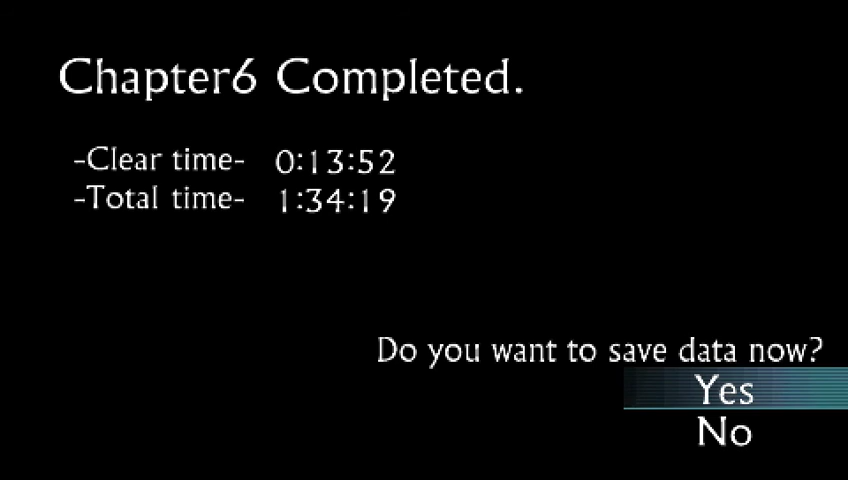 Chapter6 Completed.
-Clear time- 0:13:52
-Total time- 1:34:19
Do you want to save data now?
Yes
No